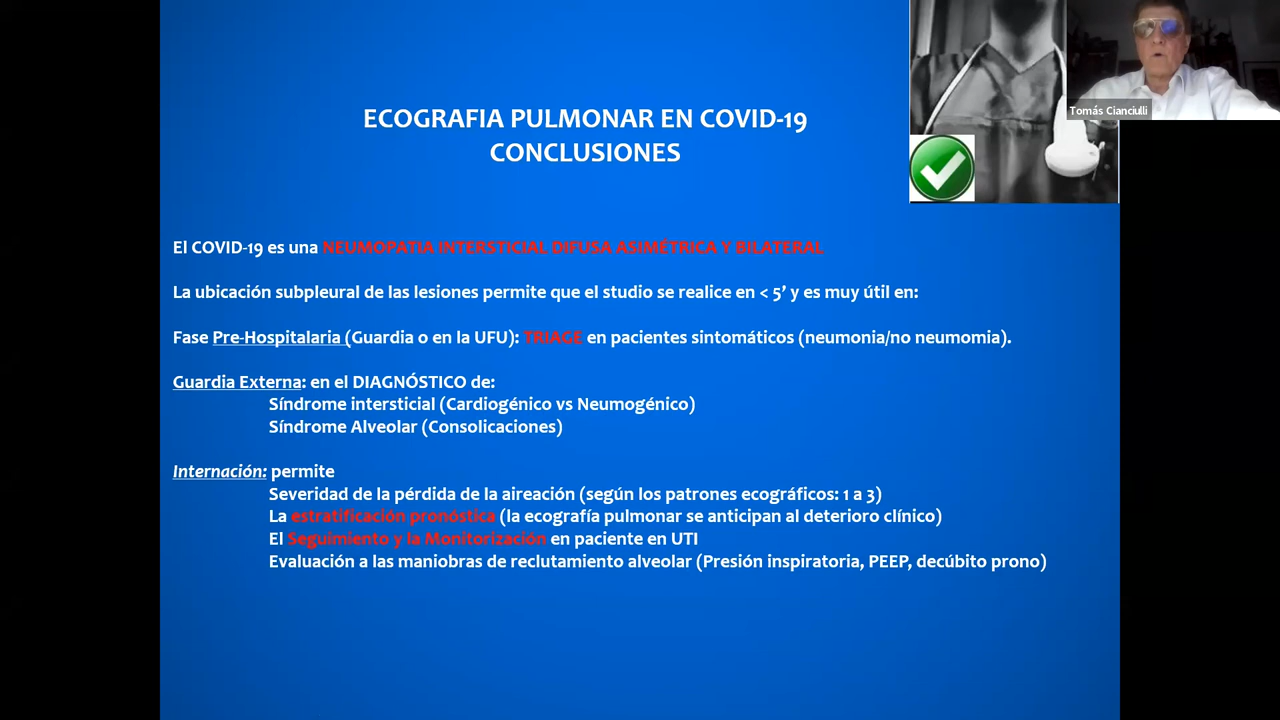 ECOGRAFIA PULMONAR EN COVID-19
CONCLUSIONES
Tomás Cianciulli
El COVID-19 es una NEUMOPATIA INTERSTICIAL DIFUSA ASIMÉTRICA Y BILATERAL
La ubicación subpleural de las lesiones permite que el studio se realice en < 5’ y es muy útil en:
Fase Pre-Hospitalaria (Guardia o en la UFU): TRIAGE en pacientes sintomáticos (neumonia/no neumomia).
Guardia Externa: en el DIAGNÓSTICO de:
Síndrome intersticial (Cardiogénico vs Neumogénico)
Síndrome Alveolar (Consolicaciones)
Internación: permite
Severidad de la pérdida de la aireación (según los patrones ecográficos: 1 a 3)
La estratificación pronóstica (la ecografía pulmonar se anticipan al deterioro clínico)
El Seguimiento y la Monitorización en paciente en UTI
Evaluación a las maniobras de reclutamiento alveolar (Presión inspiratoria, PEEP, decúbito prono)